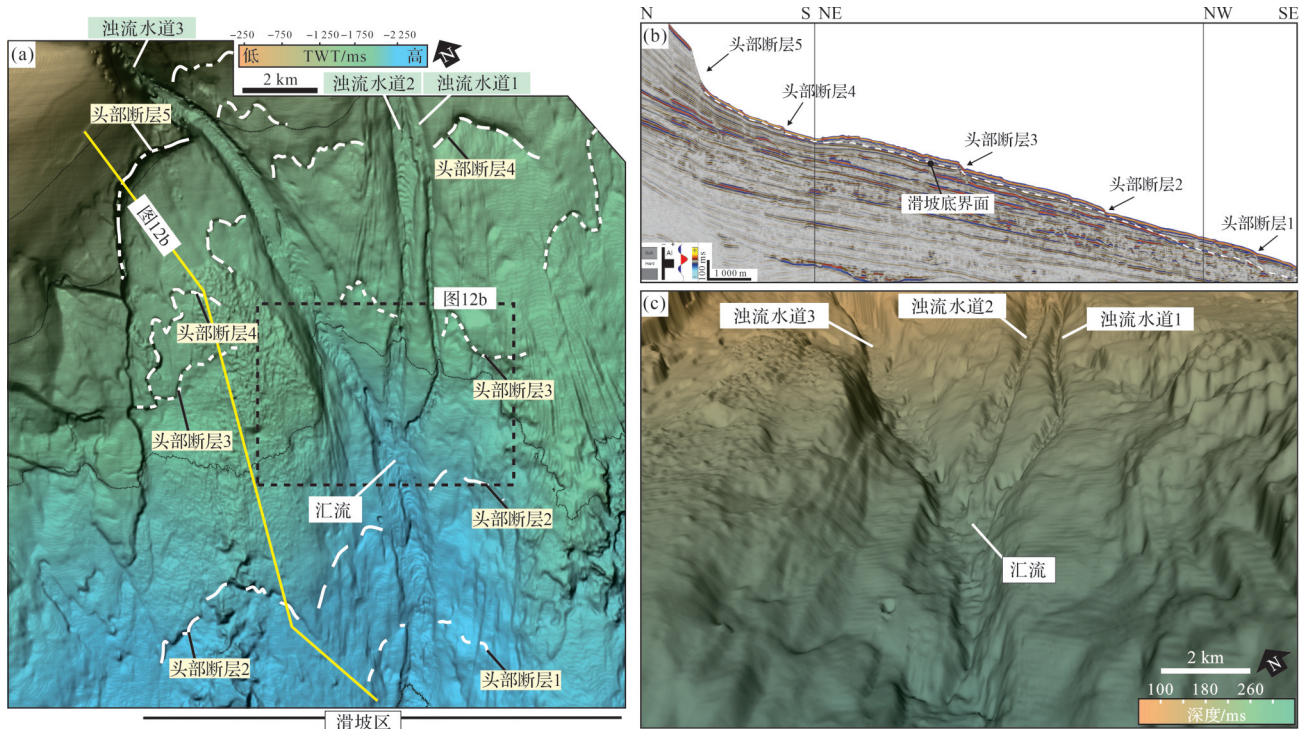 (a)
浊流水道3
-250 -750 -1 250 -1 750 -2 250
低 TWT/ms 高
N
2 km
浊流水道2
浊流水道1
头部断层5
头部断层4
图12b
图12b
头部断层4
头部断层3
头部断层3
汇流
头部断层2
头部断层2
头部断层1
滑坡区
(b)
N S NE NW SE
头部断层5
头部断层4
头部断层3
头部断层2
头部断层1
滑坡底界面
Hard
AI
100 ms
1 000 m
(c)
浊流水道3
浊流水道2
浊流水道1
汇流
2 km
N
100 180 260
深度/ms